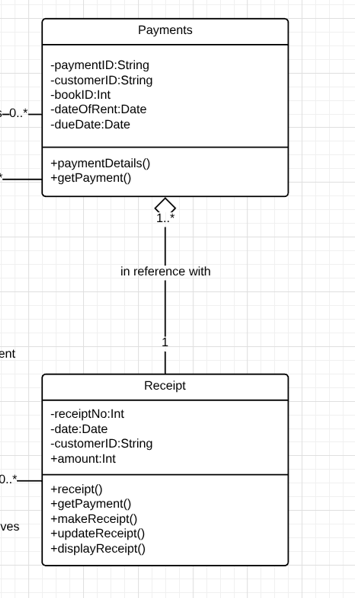 Payments
-paymentID:String
-customerID:String
-bookID:Int
-dateOfRent:Date
-dueDate:Date
s 0..*
+paymentDetails()
*
+getPayment()
1..*
in reference with
1
ent
Receipt
-receiptNo:Int
-date:Date
-customerID:String
+amount:Int
0..*
+receipt()
+getPayment()
+makeReceipt()
ves
+updateReceipt()
+displayReceipt()